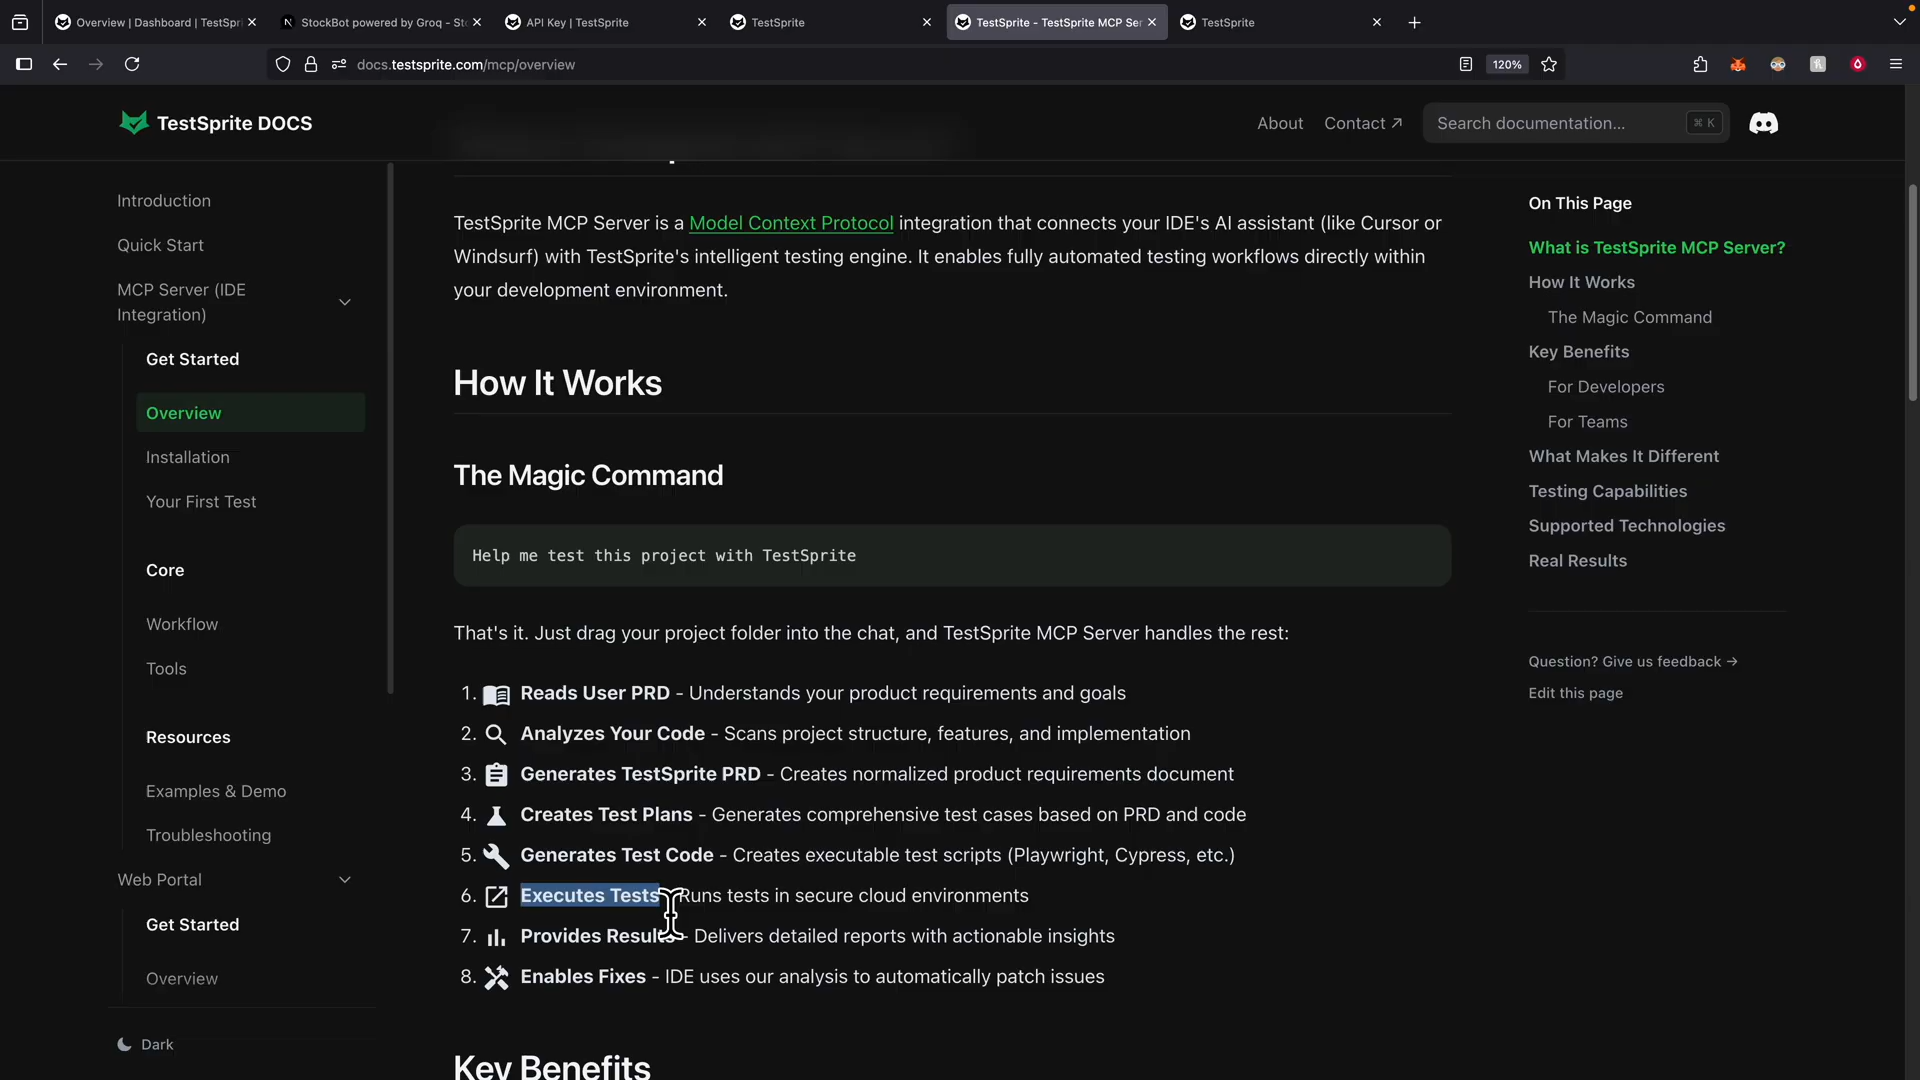 Overview | Dashboard | TestSpri
StockBot powered by Groq - Sto
API Key | TestSprite
TestSprite
TestSprite - TestSprite MCP Ser
TestSprite
docs.testsprite.com/mcp/overview
120%
TestSprite DOCS
About
Contact ↗
Search documentation...
⌘ K
Introduction
Quick Start
MCP Server (IDE
Integration)
Get Started
Overview
Installation
Your First Test
Core
Workflow
Tools
Resources
Examples & Demo
Troubleshooting
Web Portal
Get Started
Overview
Dark
TestSprite MCP Server is a Model Context Protocol integration that connects your IDE's AI assistant (like Cursor or
Windsurf) with TestSprite's intelligent testing engine. It enables fully automated testing workflows directly within
your development environment.
How It Works
The Magic Command
Help me test this project with TestSprite
That's it. Just drag your project folder into the chat, and TestSprite MCP Server handles the rest:
1. Reads User PRD - Understands your product requirements and goals
2. Analyzes Your Code - Scans project structure, features, and implementation
3. Generates TestSprite PRD - Creates normalized product requirements document
4. Creates Test Plans - Generates comprehensive test cases based on PRD and code
5. Generates Test Code - Creates executable test scripts (Playwright, Cypress, etc.)
6. Executes Tests - Runs tests in secure cloud environments
7. Provides Results - Delivers detailed reports with actionable insights
8. Enables Fixes - IDE uses our analysis to automatically patch issues
Key Benefits
On This Page
What is TestSprite MCP Server?
How It Works
The Magic Command
Key Benefits
For Developers
For Teams
What Makes It Different
Testing Capabilities
Supported Technologies
Real Results
Question? Give us feedback →
Edit this page